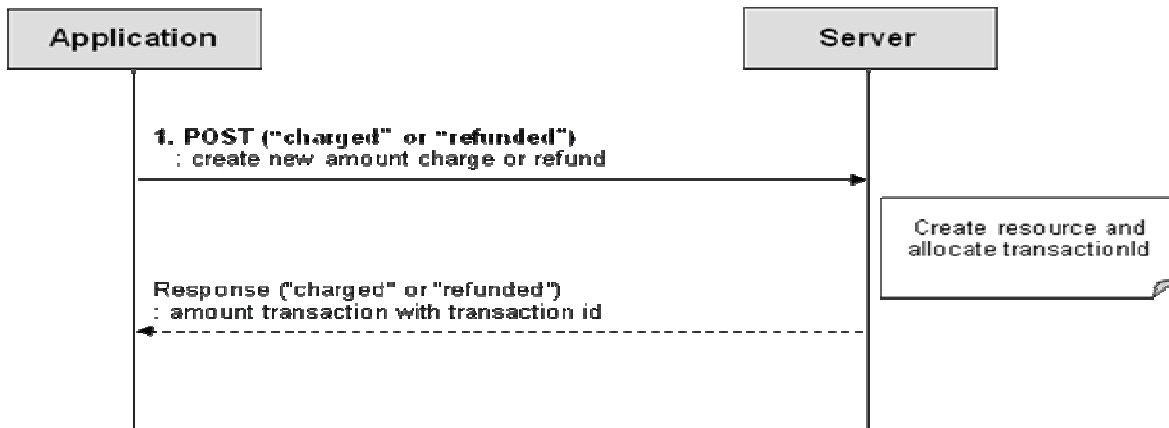 Application
Server
1. POST ("charged" or "refunded")
: create new amount charge or refund
Create resource and
allocate transactionId
Response ("charged" or "refunded")
: amount transaction with transaction id